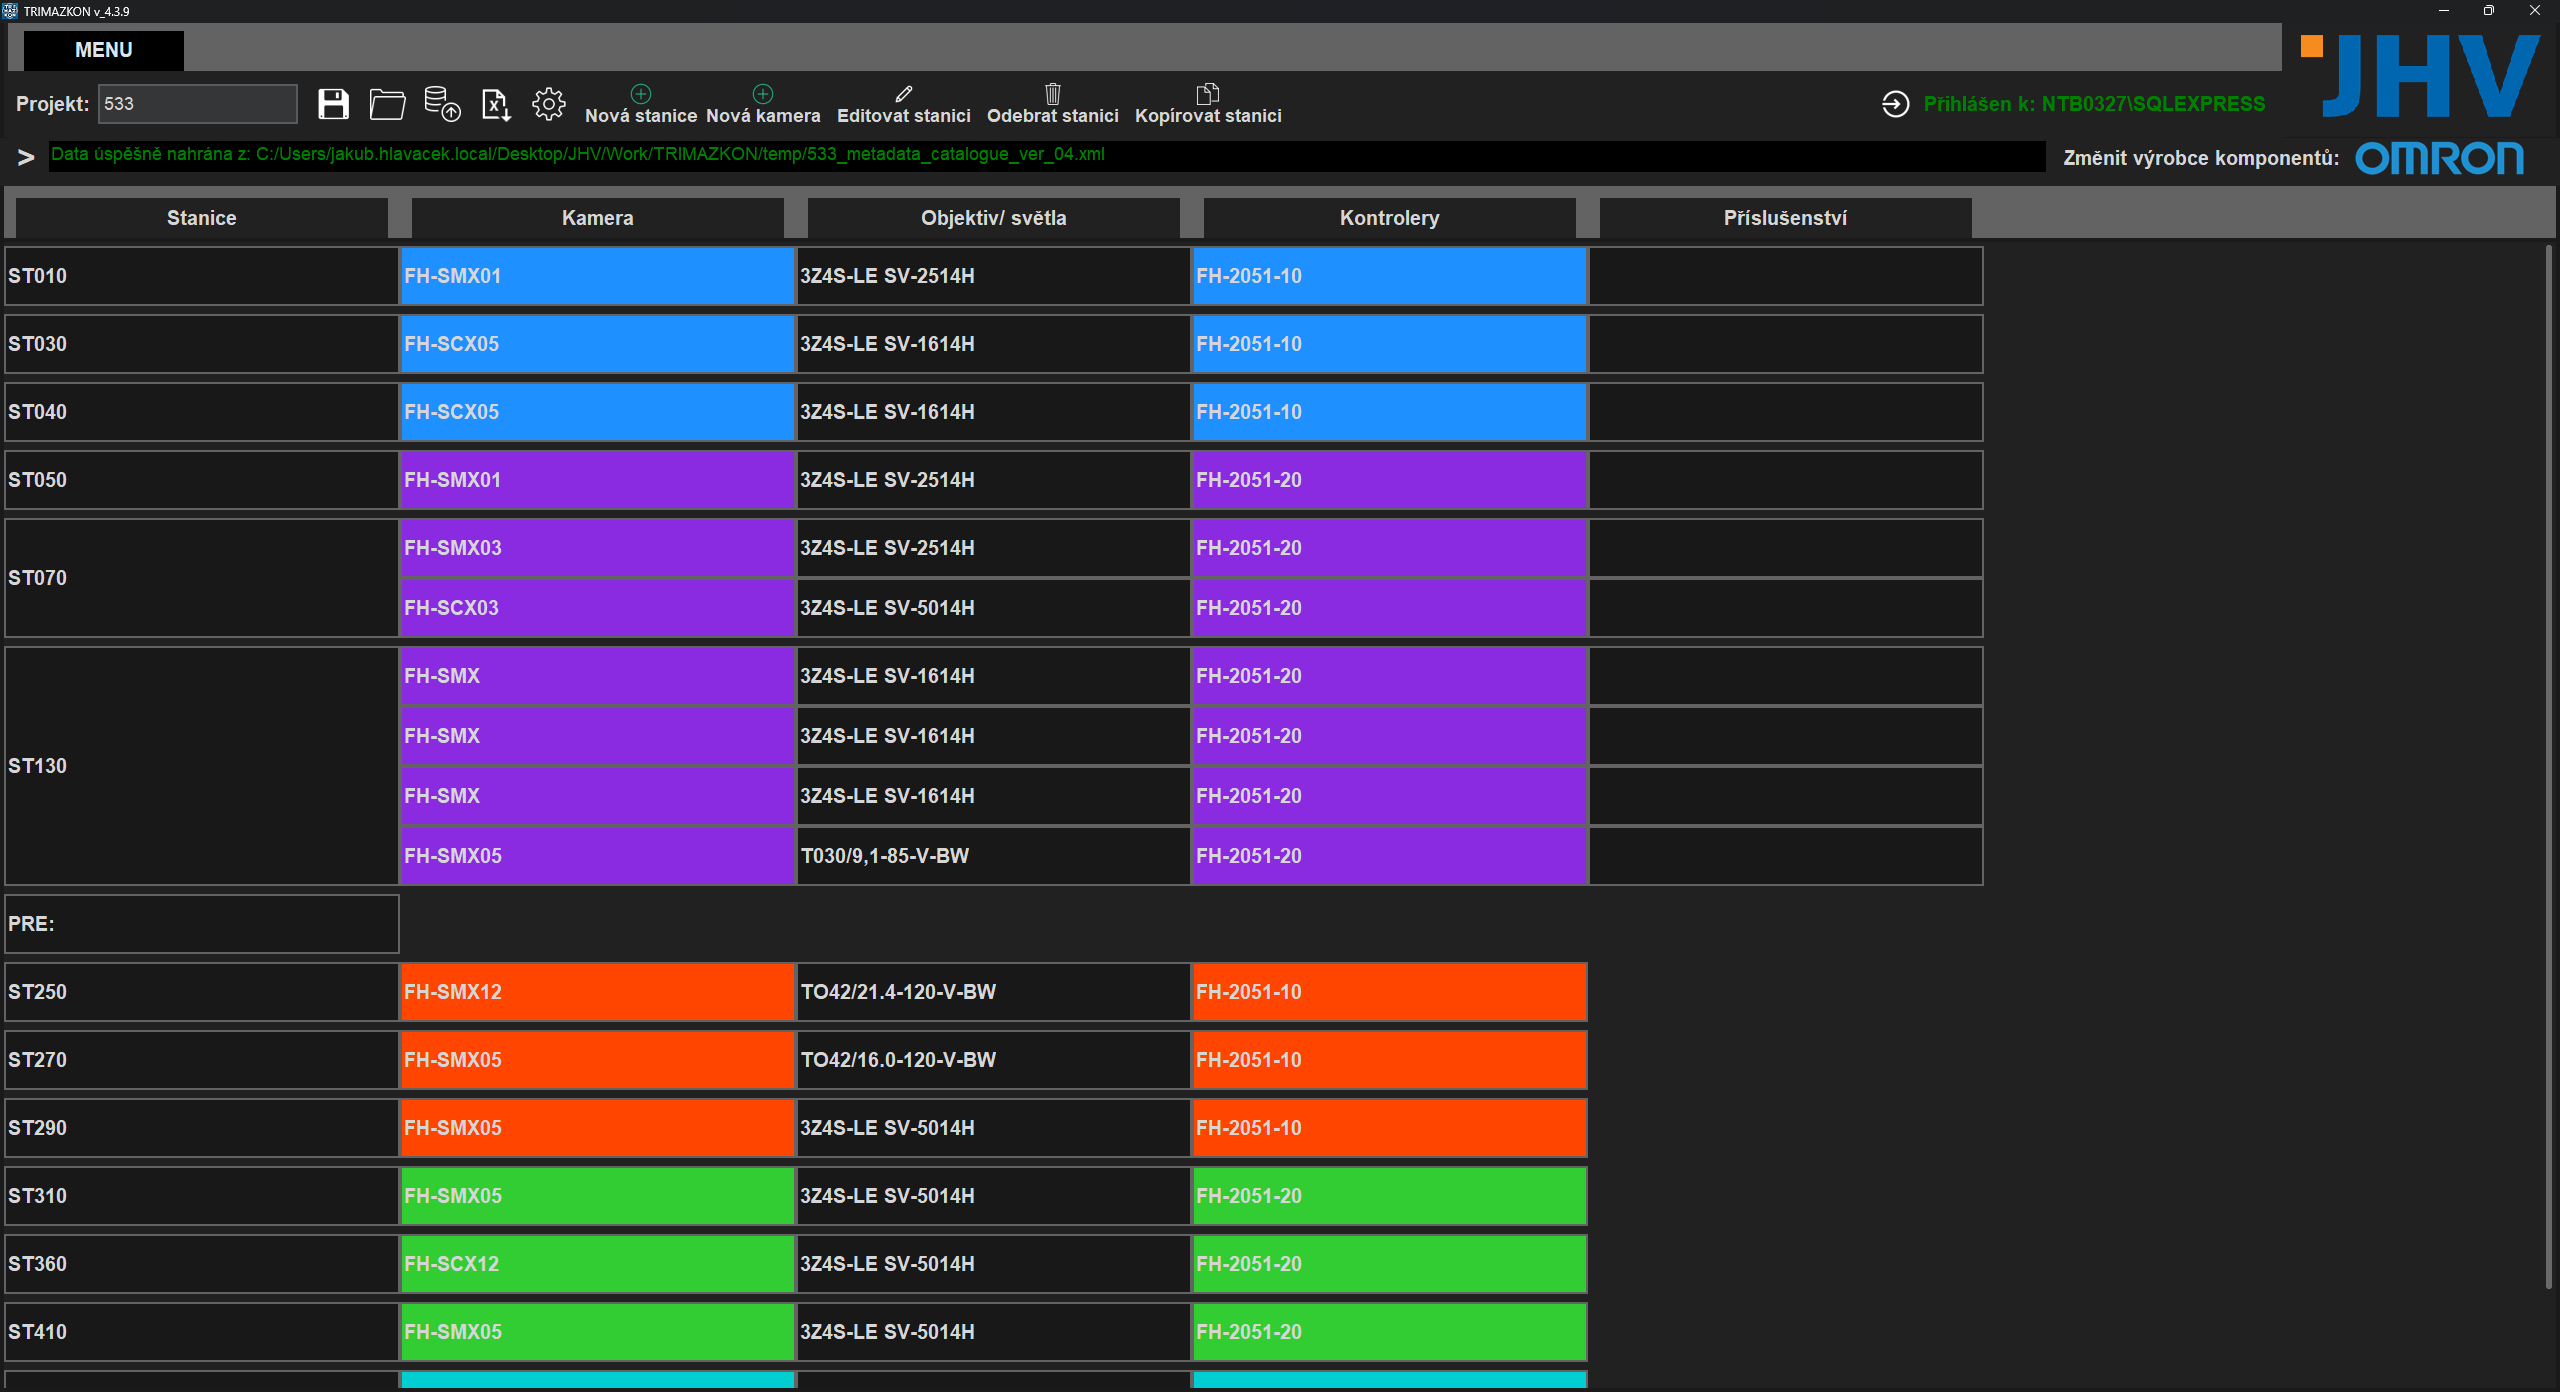 TRIMAZKON v_4.3.9
MENU
JHV
Projekt: 533
Nová stanice
Nová kamera
Editovat stanici
Odebrat stanici
Kopírovat stanici
Přihlášen k: NTB0327\SQLEXPRESS
> Data úspěšně nahrána z: C:/Users/jakub.hlavacek.local/Desktop/JHV/Work/TRIMAZKON/temp/533_metadata_catalogue_ver_04.xml
Změnit výrobce komponentů: OMRON
Stanice Kamera Objektiv/ světla Kontrolery Příslušenství
ST010 FH-SMX01 3Z4S-LE SV-2514H FH-2051-10
ST030 FH-SCX05 3Z4S-LE SV-1614H FH-2051-10
ST040 FH-SCX05 3Z4S-LE SV-1614H FH-2051-10
ST050 FH-SMX01 3Z4S-LE SV-2514H FH-2051-20
ST070 FH-SMX03 3Z4S-LE SV-2514H FH-2051-20
FH-SCX03 3Z4S-LE SV-5014H FH-2051-20
ST130 FH-SMX 3Z4S-LE SV-1614H FH-2051-20
FH-SMX 3Z4S-LE SV-1614H FH-2051-20
FH-SMX 3Z4S-LE SV-1614H FH-2051-20
FH-SMX05 T030/9,1-85-V-BW FH-2051-20
PRE:
ST250 FH-SMX12 TO42/21.4-120-V-BW FH-2051-10
ST270 FH-SMX05 TO42/16.0-120-V-BW FH-2051-10
ST290 FH-SMX05 3Z4S-LE SV-5014H FH-2051-10
ST310 FH-SMX05 3Z4S-LE SV-5014H FH-2051-20
ST360 FH-SCX12 3Z4S-LE SV-5014H FH-2051-20
ST410 FH-SMX05 3Z4S-LE SV-5014H FH-2051-20